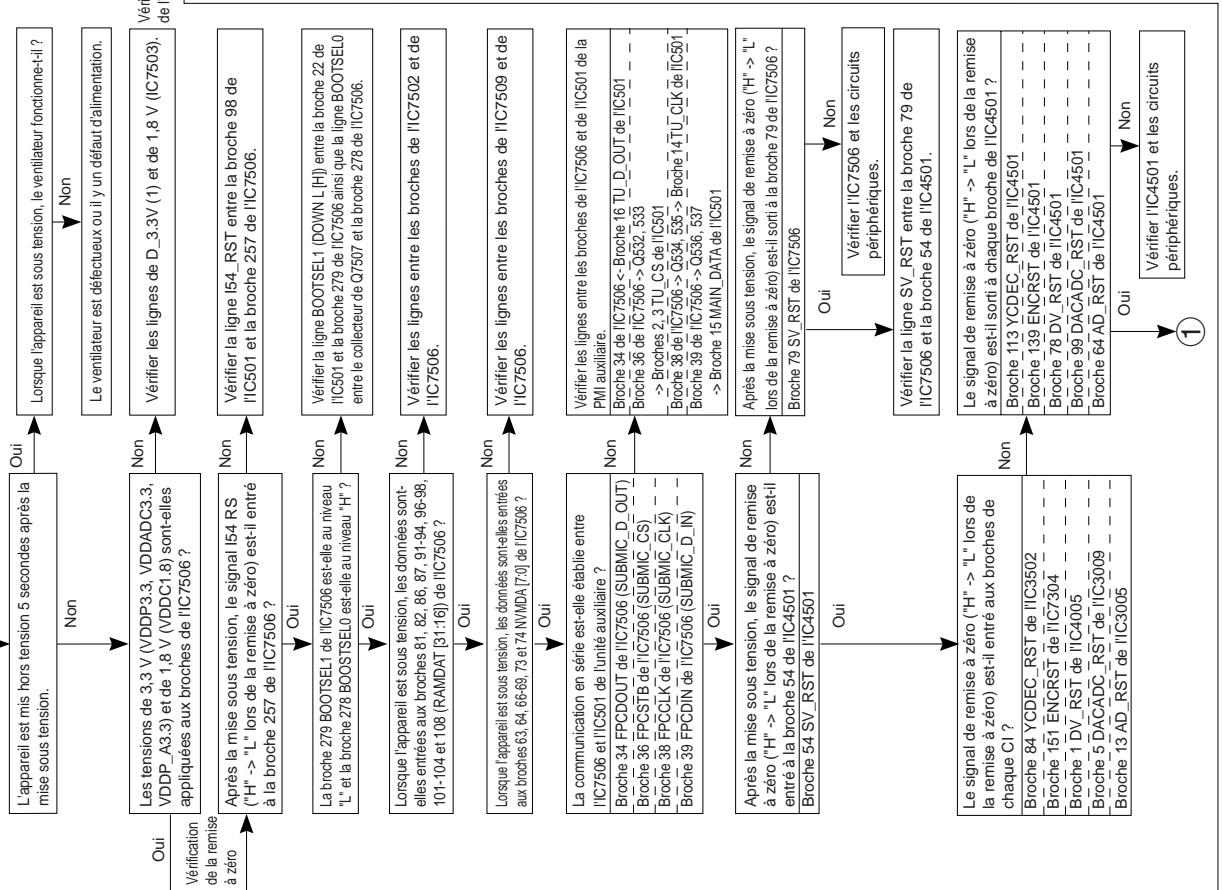 L'appareil est mis hors tension 5 secondes après la
mise sous tension.
Oui
Lorsque l'appareil est sous tension, le ventilateur fonctionne-t-il ?
Non
Le ventilateur est défectueux ou il y un défaut d'alimentation.
Non
Les tensions de 3,3 V (VDDP3.3, VDDADC3.3,
VDDP_A3.3) et de 1,8 V (VDDC1.8) sont-elles
appliquées aux broches de l'IC7506 ?
Non
Vérifier les lignes de D_3.3V (1) et de 1,8 V (IC7503).
Oui
Vérification
de la remise
à zéro
Après la mise sous tension, le signal I54 RS
("H" -> "L" lors de la remise à zéro) est-il entré
à la broche 257 de l'IC7506 ?
Non
Vérifier la ligne I54_RST entre la broche 98 de
l'IC501 et la broche 257 de l'IC7506.
Oui
La broche 279 BOOTSEL1 de l'IC7506 est-elle au niveau
"L" et la broche 278 BOOSTSEL0 est-elle au niveau "H" ?
Non
Vérifier la ligne BOOTSEL1 (DOWN L [H]) entre la broche 22 de
IC501 et la broche 279 de l'IC7506 ainsi que la ligne BOOTSEL0
entre le collecteur de Q7507 et la broche 278 de l'IC7506.
Oui
Lorsque l'appareil est sous tension, les données sont-
elles entrées aux broches 81, 82, 86, 87, 91-94, 96-98,
101-104 et 108 (RAMDAT [31:16]) de l'IC7506 ?
Non
Vérifier les lignes entre les broches de l'IC7502 et de
l'IC7506.
Oui
Lorsque l'appareil est sous tension, les données sont-elles entrées
aux broches 63, 64, 66-69, 73 et 74 NVMDA [7:0] de l'IC7506 ?
Non
Vérifier les lignes entre les broches de l'IC7509 et de
l'IC7506.
Oui
La communication en série est-elle établie entre
l'IC7506 et l'IC501 de l'unité auxiliaire ?
Broche 34 FPCDOUT de l'IC7506 (SUBMIC_D_OUT)
Broche 36 FPCSTB de l'IC7506 (SUBMIC_CS)
Broche 38 FPCCLK de l'IC7506 (SUBMIC_CLK)
Broche 39 FPCDIN de l'IC7506 (SUBMIC_D_IN)
Non
Vérifier les lignes entre les broches de l'IC7506 et de l'IC501 de la
PMI auxiliaire.
Broche 34 de l'IC7506 <- Broche 16 TU_D_OUT de l'IC501
Broche 36 de l'IC7506 -> Q532, 533
-> Broches 2, 3 TU_CS de l'IC501
Broche 38 de l'IC7506 -> Q534, 535 -> Broche 14 TU_CLK de l'IC501
Broche 39 de l'IC7506 -> Q536, 537
-> Broche 15 MAIN_DATA de l'IC501
Oui
Après la mise sous tension, le signal de remise
à zéro ("H" -> "L" lors de la remise à zéro) est-il
entré à la broche 54 de l'IC4501 ?
Broche 54 SV_RST de l'IC4501
Non
Après la mise sous tension, le signal de remise à zéro ("H" -> "L"
lors de la remise à zéro) est-il sorti à la broche 79 de l'IC7506 ?
Broche 79 SV_RST de l'IC7506
Non
Vérifier l'IC7506 et les circuits
périphériques.
Oui
Vérifier la ligne SV_RST entre la broche 79 de
l'IC7506 et la broche 54 de l'IC4501.
Oui
Le signal de remise à zéro ("H" -> "L" lors de
la remise à zéro) est-il entré aux broches de
chaque CI ?
Broche 84 YCDEC_RST de l'IC3502
Broche 151 ENCRST de l'IC7304
Broche 1 DV_RST de l'IC4005
Broche 5 DACADC_RST de l'IC3009
Broche 13 AD_RST de l'IC3005
Non
Le signal de remise à zéro ("H" -> "L" lors de la remise
à zéro) est-il sorti à chaque broche de l'IC4501 ?
Broche 113 YCDEC_RST de l'IC4501
Broche 139 ENCRST de l'IC4501
Broche 78 DV_RST de l'IC4501
Broche 99 DACADC_RST de l'IC4501
Broche 64 AD_RST de l'IC4501
Non
Vérifier l'IC4501 et les circuits
périphériques.
Oui
1